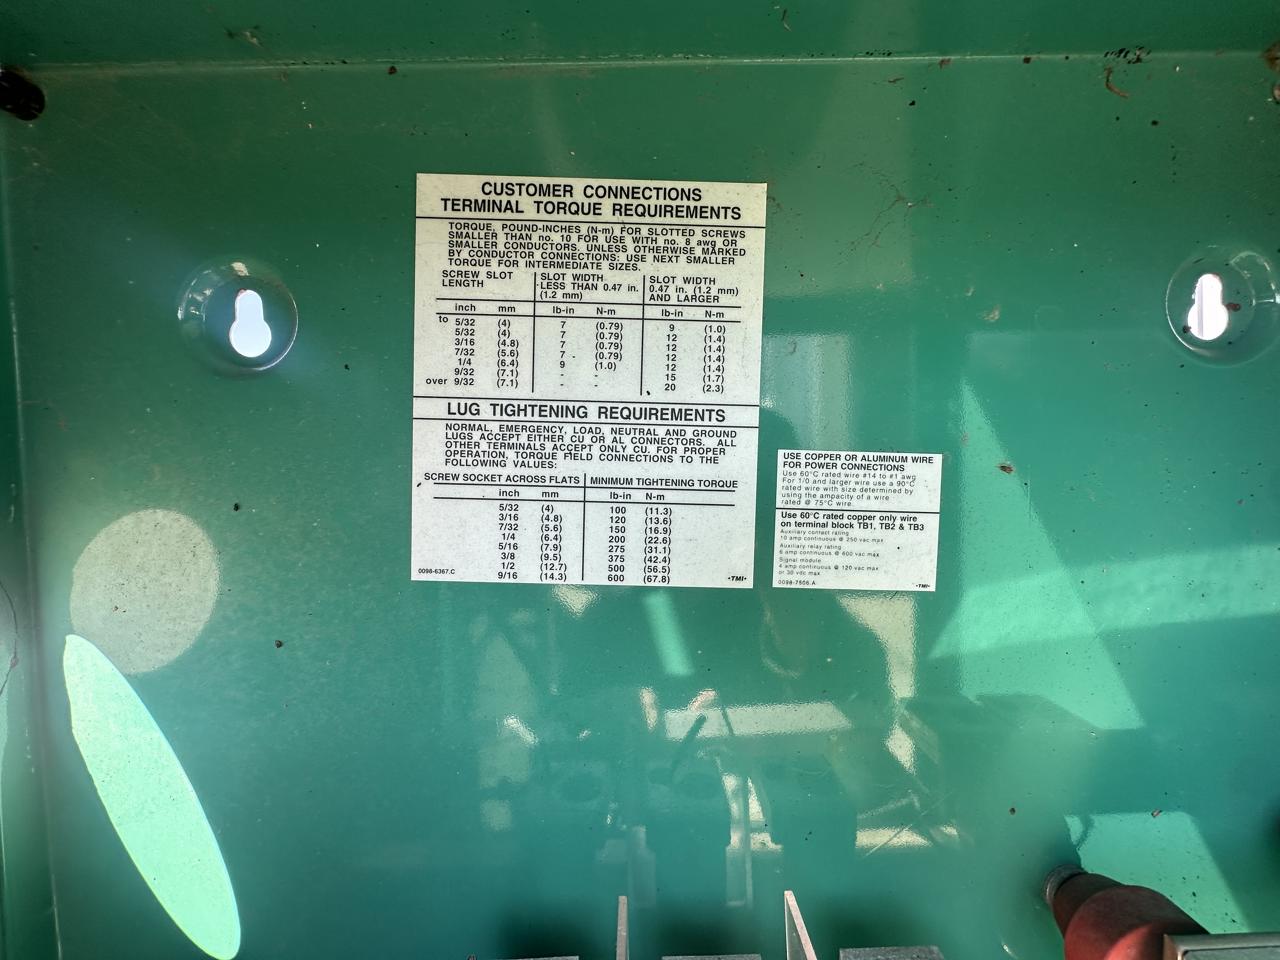 CUSTOMER CONNECTIONS
TERMINAL TORQUE REQUIREMENTS
TORQUE, POUND-INCHES (N-m) FOR SLOTTED SCREWS
SMALLER THAN no. 10 FOR USE WITH no. 8 awg OR
SMALLER CONDUCTORS. UNLESS OTHERWISE MARKED
BY CONDUCTOR CONNECTIONS: USE NEXT SMALLER
TORQUE FOR INTERMEDIATE SIZES.
SCREW SLOT LENGTH | SLOT WIDTH LESS THAN 0.47 in. (1.2 mm) | SLOT WIDTH 0.47 in. (1.2 mm) AND LARGER
inch mm | lb-in N-m | lb-in N-m
to 5/32 (4) | 7 (0.79) | 9 (1.0)
5/32 (4) | 7 (0.79) | 12 (1.4)
3/16 (4.8) | 7 (0.79) | 12 (1.4)
7/32 (5.6) | 7 (0.79) | 12 (1.4)
1/4 (6.4) | 9 (1.0) | 12 (1.4)
9/32 (7.1) | - - | 15 (1.7)
over 9/32 (7.1) | - - | 20 (2.3)
LUG TIGHTENING REQUIREMENTS
NORMAL, EMERGENCY, LOAD, NEUTRAL AND GROUND
LUGS ACCEPT EITHER CU OR AL CONNECTORS. ALL
OTHER TERMINALS ACCEPT ONLY CU. FOR PROPER
OPERATION, TORQUE FIELD CONNECTIONS TO THE
FOLLOWING VALUES:
SCREW SOCKET ACROSS FLATS | MINIMUM TIGHTENING TORQUE
inch mm | lb-in N-m
5/32 (4) | 100 (11.3)
3/16 (4.8) | 120 (13.6)
7/32 (5.6) | 150 (16.9)
1/4 (6.4) | 200 (22.6)
5/16 (7.9) | 275 (31.1)
3/8 (9.5) | 375 (42.4)
1/2 (12.7) | 500 (56.5)
9/16 (14.3) | 600 (67.8)
0098-6367.C
•TMI•
USE COPPER OR ALUMINUM WIRE
FOR POWER CONNECTIONS
Use 60°C rated wire #14 to #1 awg
For 1/0 and larger wire use a 90°C
rated wire with size determined by
using the ampacity of a wire
rated @ 75°C wire.
Use 60°C rated copper only wire
on terminal block TB1, TB2 & TB3
Auxiliary contact rating
10 amp continuous @ 250 vac max
Auxiliary relay rating
6 amp continuous @ 600 vac max
Signal module
4 amp continuous @ 120 vac max
or 30 vdc max
0098-7506.A
•TMI•